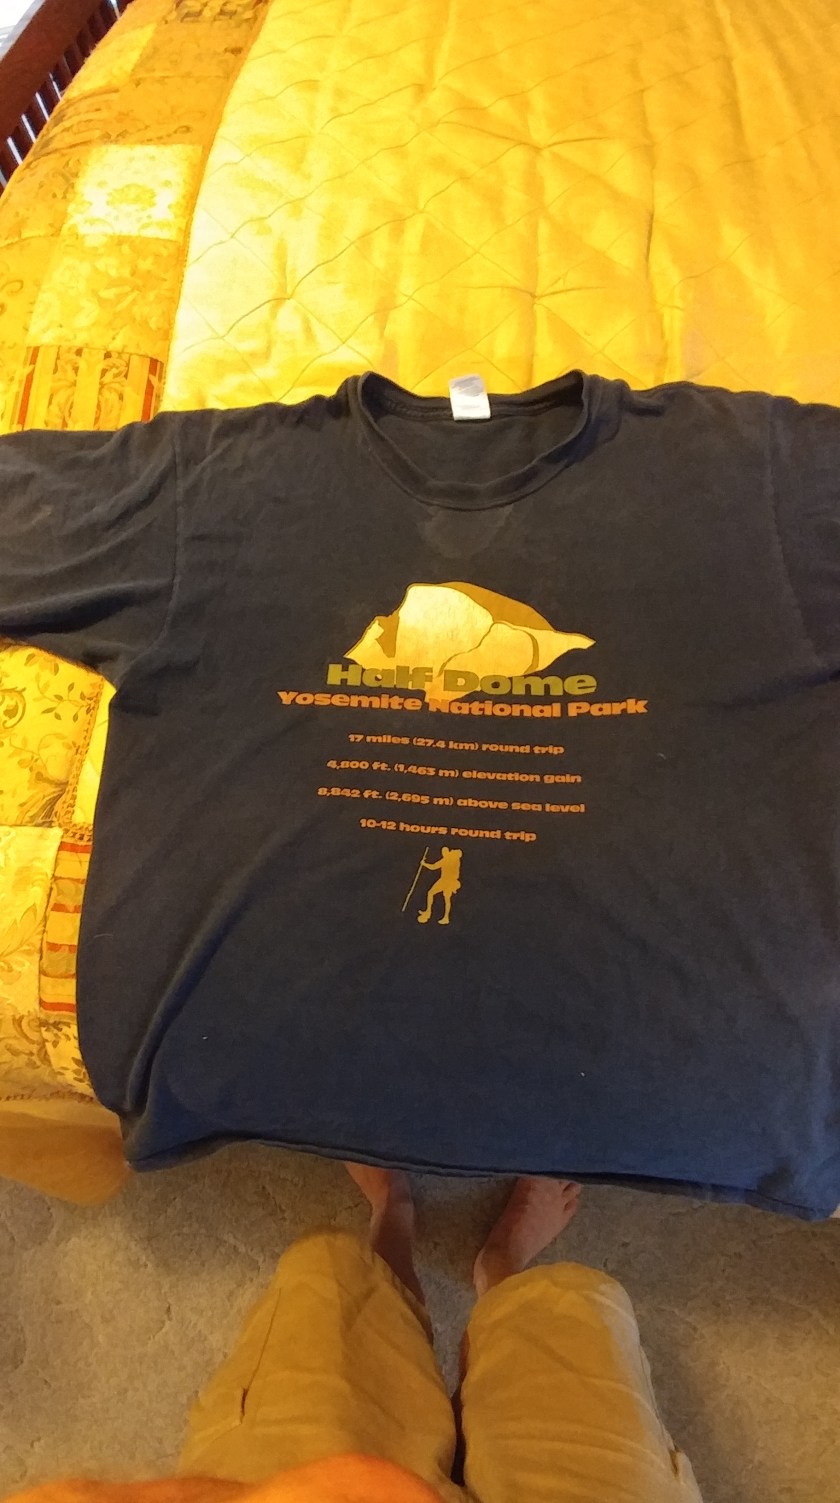 Half Dome
Yosemite National Park
17 miles (27.4 km) round trip
4,800 ft. (1,463 m) elevation gain
8,842 ft. (2,695 m) above sea level
10-12 hours round trip